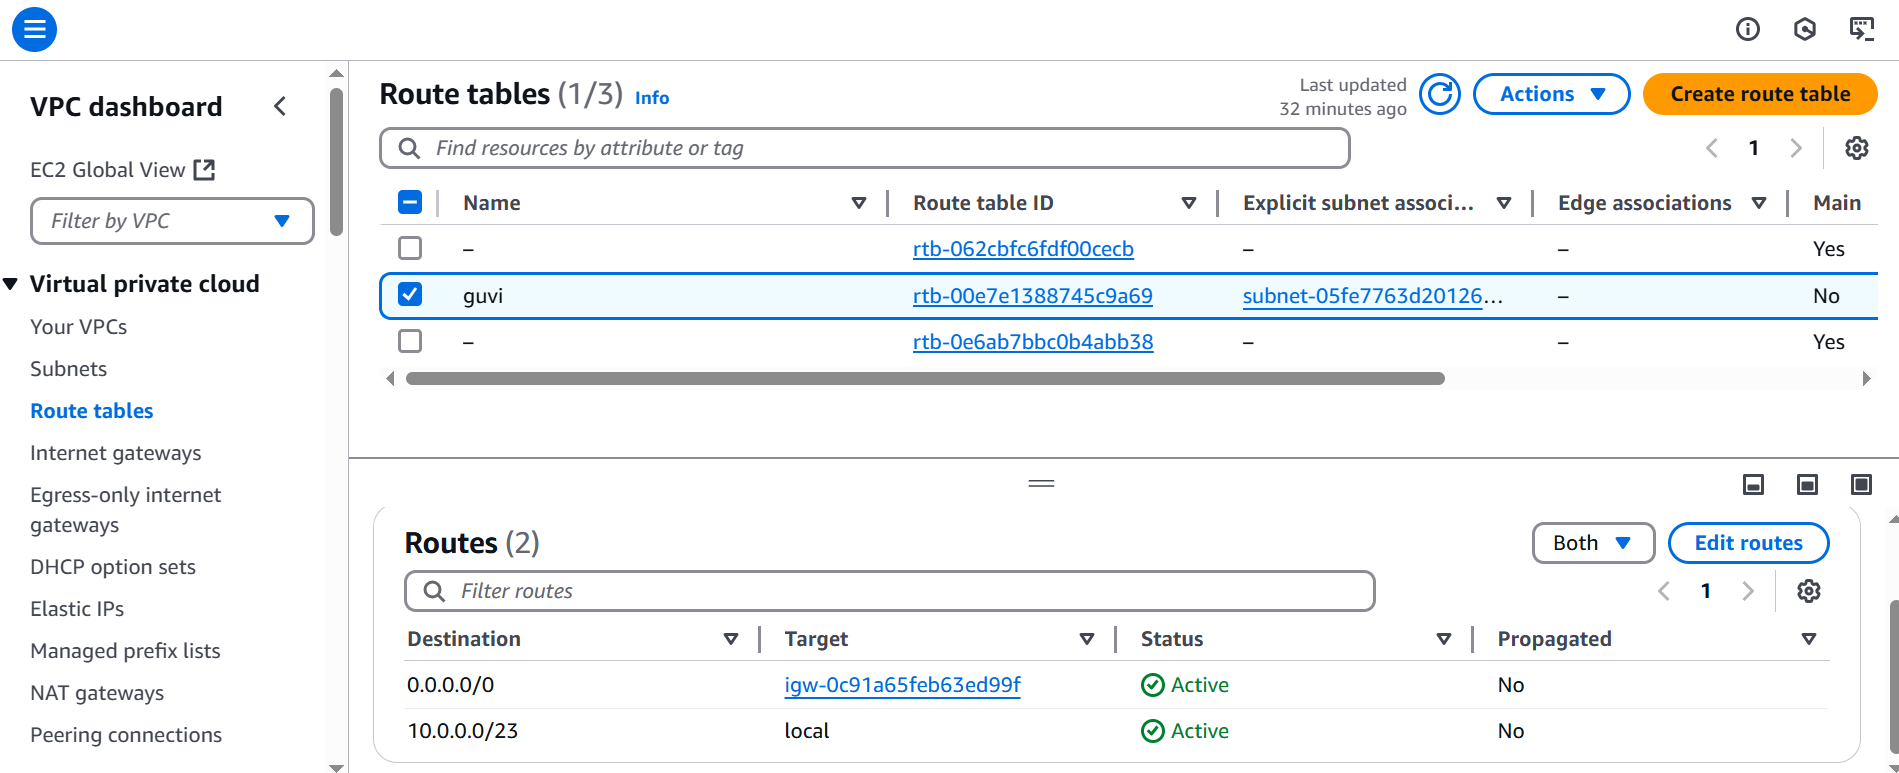 VPC dashboard
EC2 Global View
Filter by VPC
Virtual private cloud
Your VPCs
Subnets
Route tables
Internet gateways
Egress-only internet
gateways
DHCP option sets
Elastic IPs
Managed prefix lists
NAT gateways
Peering connections
Route tables (1/3) Info
Last updated
32 minutes ago
Actions
Create route table
Find resources by attribute or tag
1
Name Route table ID Explicit subnet associ... Edge associations Main
– rtb-062cbfc6fdf00cecb – – Yes
guvi rtb-00e7e1388745c9a69 subnet-05fe7763d20126... – No
– rtb-0e6ab7bbc0b4abb38 – – Yes
Routes (2)
Both
Edit routes
Filter routes
1
Destination Target Status Propagated
0.0.0.0/0 igw-0c91a65feb63ed99f Active No
10.0.0.0/23 local Active No